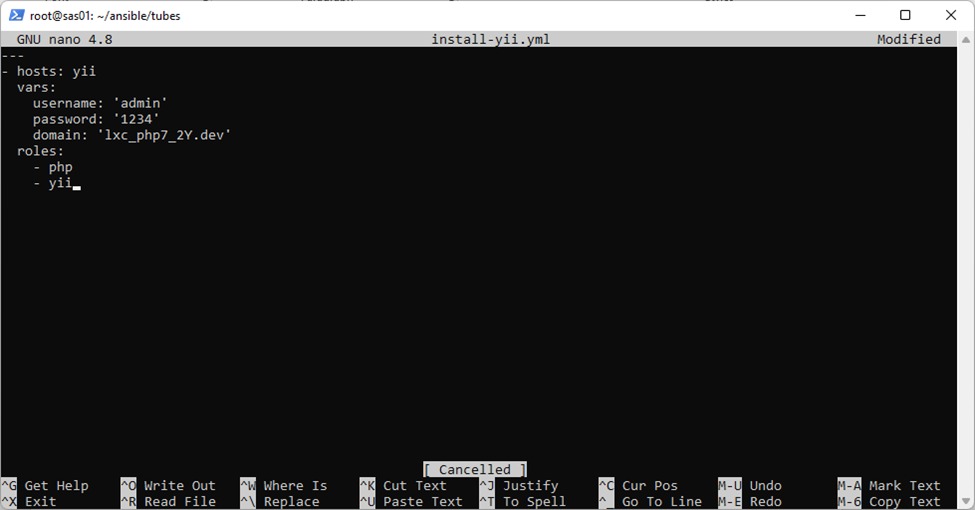 root@sas01: ~/ansible/tubes
GNU nano 4.8 install-yii.yml Modified
---
- hosts: yii
  vars:
    username: 'admin'
    password: '1234'
    domain: 'lxc_php7_2Y.dev'
  roles:
    - php
    - yii
[ Cancelled ]
^G Get Help ^O Write Out ^W Where Is ^K Cut Text ^J Justify ^C Cur Pos M-U Undo M-A Mark Text
^X Exit ^R Read File ^\ Replace ^U Paste Text ^T To Spell ^_ Go To Line M-E Redo M-6 Copy Text